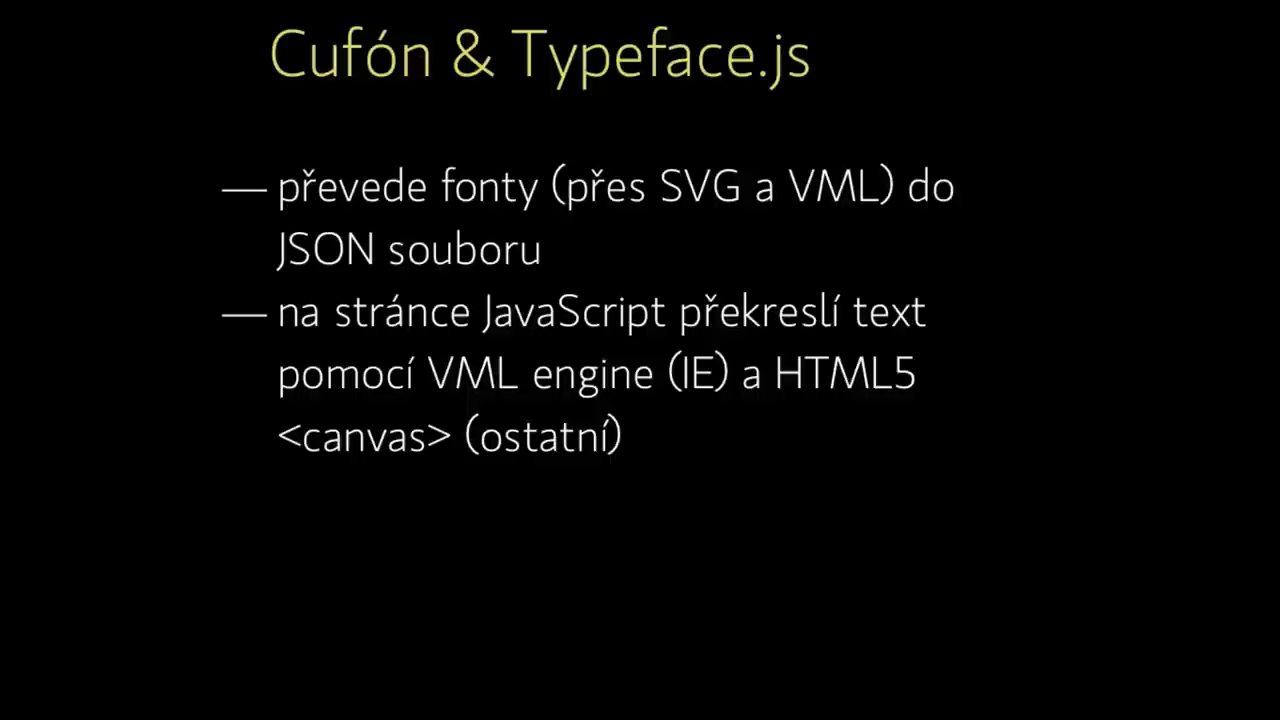 Cufón & Typeface.js
— převede fonty (přes SVG a VML) do
JSON souboru
— na stránce JavaScript překreslí text
pomocí VML engine (IE) a HTML5
<canvas> (ostatní)